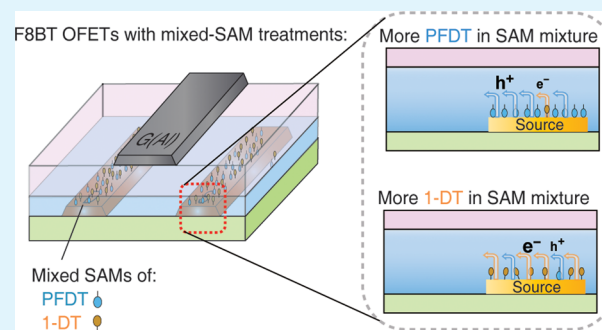 F8BT OFETs with mixed-SAM treatments:
G(Al)
Mixed SAMs of:
PFDT
1-DT
More PFDT in SAM mixture
h⁺ e⁻
Source
More 1-DT in SAM mixture
e⁻ h⁺
Source